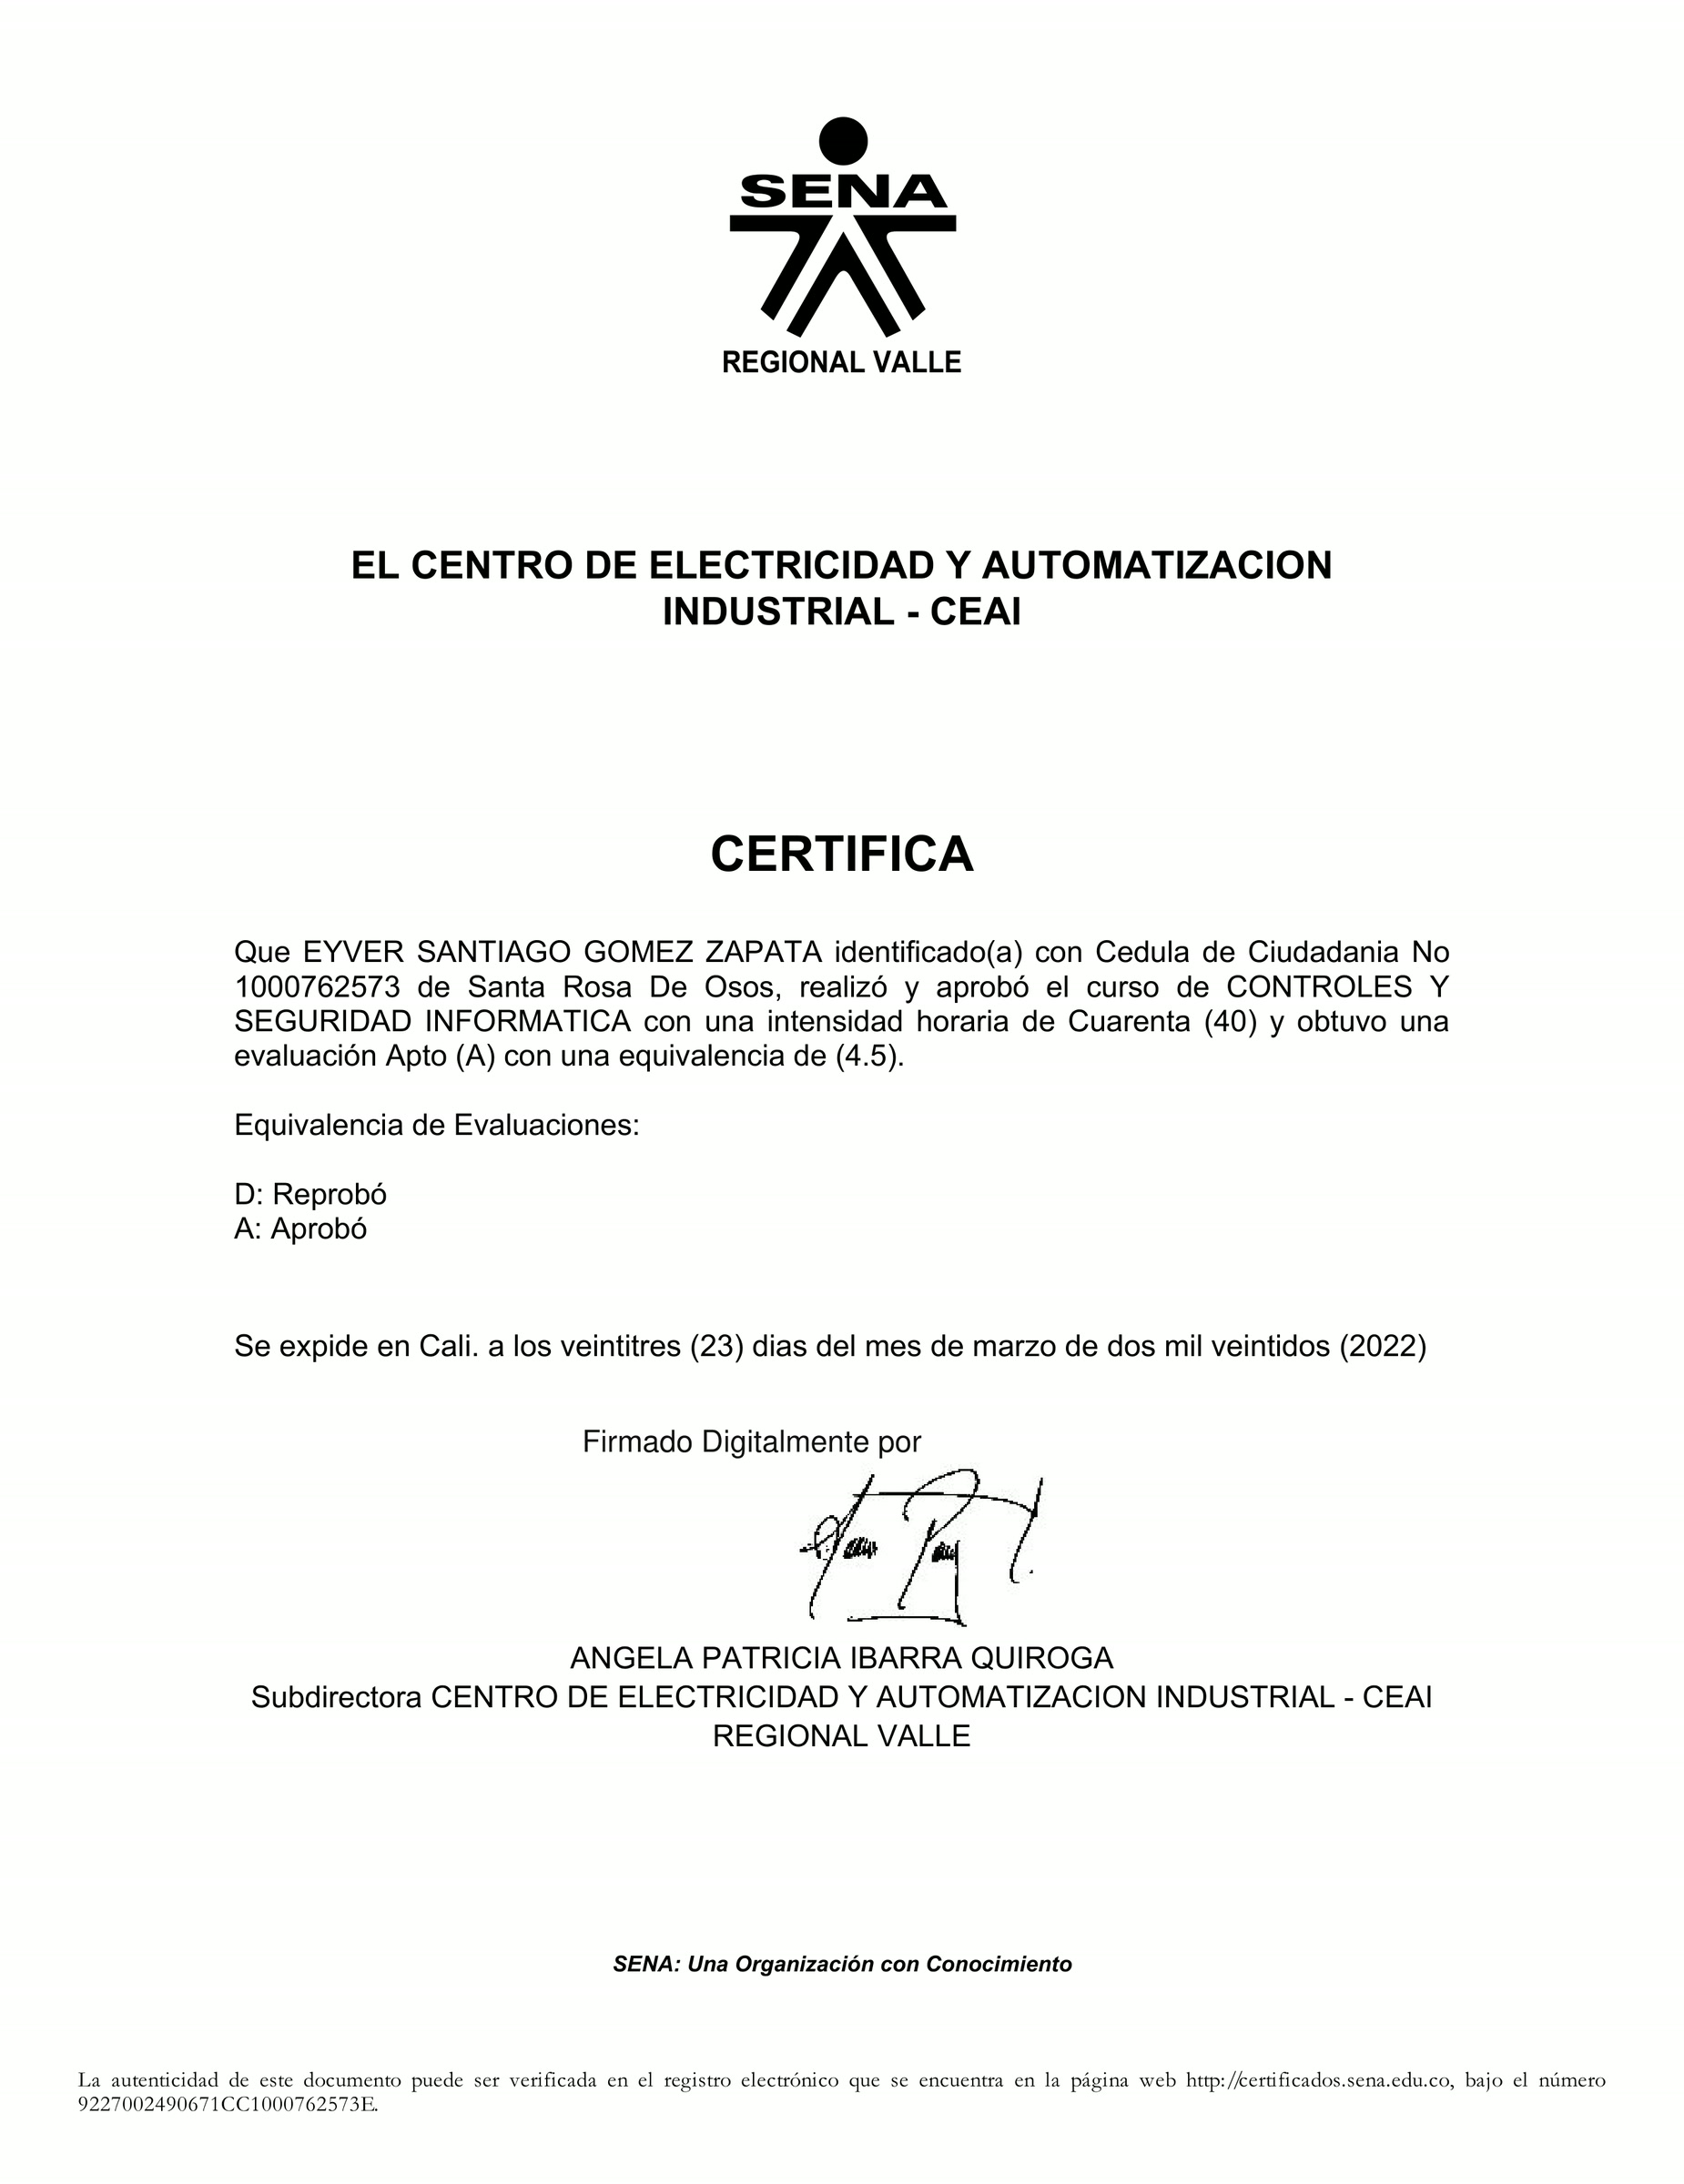 SENA
REGIONAL VALLE
EL CENTRO DE ELECTRICIDAD Y AUTOMATIZACION
INDUSTRIAL - CEAI
CERTIFICA
Que EYVER SANTIAGO GOMEZ ZAPATA identificado(a) con Cedula de Ciudadania No
1000762573 de Santa Rosa De Osos, realizó y aprobó el curso de CONTROLES Y
SEGURIDAD INFORMATICA con una intensidad horaria de Cuarenta (40) y obtuvo una
evaluación Apto (A) con una equivalencia de (4.5).
Equivalencia de Evaluaciones:
D: Reprobó
A: Aprobó
Se expide en Cali. a los veintitres (23) dias del mes de marzo de dos mil veintidos (2022)
Firmado Digitalmente por
ANGELA PATRICIA IBARRA QUIROGA
Subdirectora CENTRO DE ELECTRICIDAD Y AUTOMATIZACION INDUSTRIAL - CEAI
REGIONAL VALLE
SENA: Una Organización con Conocimiento
La autenticidad de este documento puede ser verificada en el registro electrónico que se encuentra en la página web http://certificados.sena.edu.co, bajo el número
9227002490671CC1000762573E.